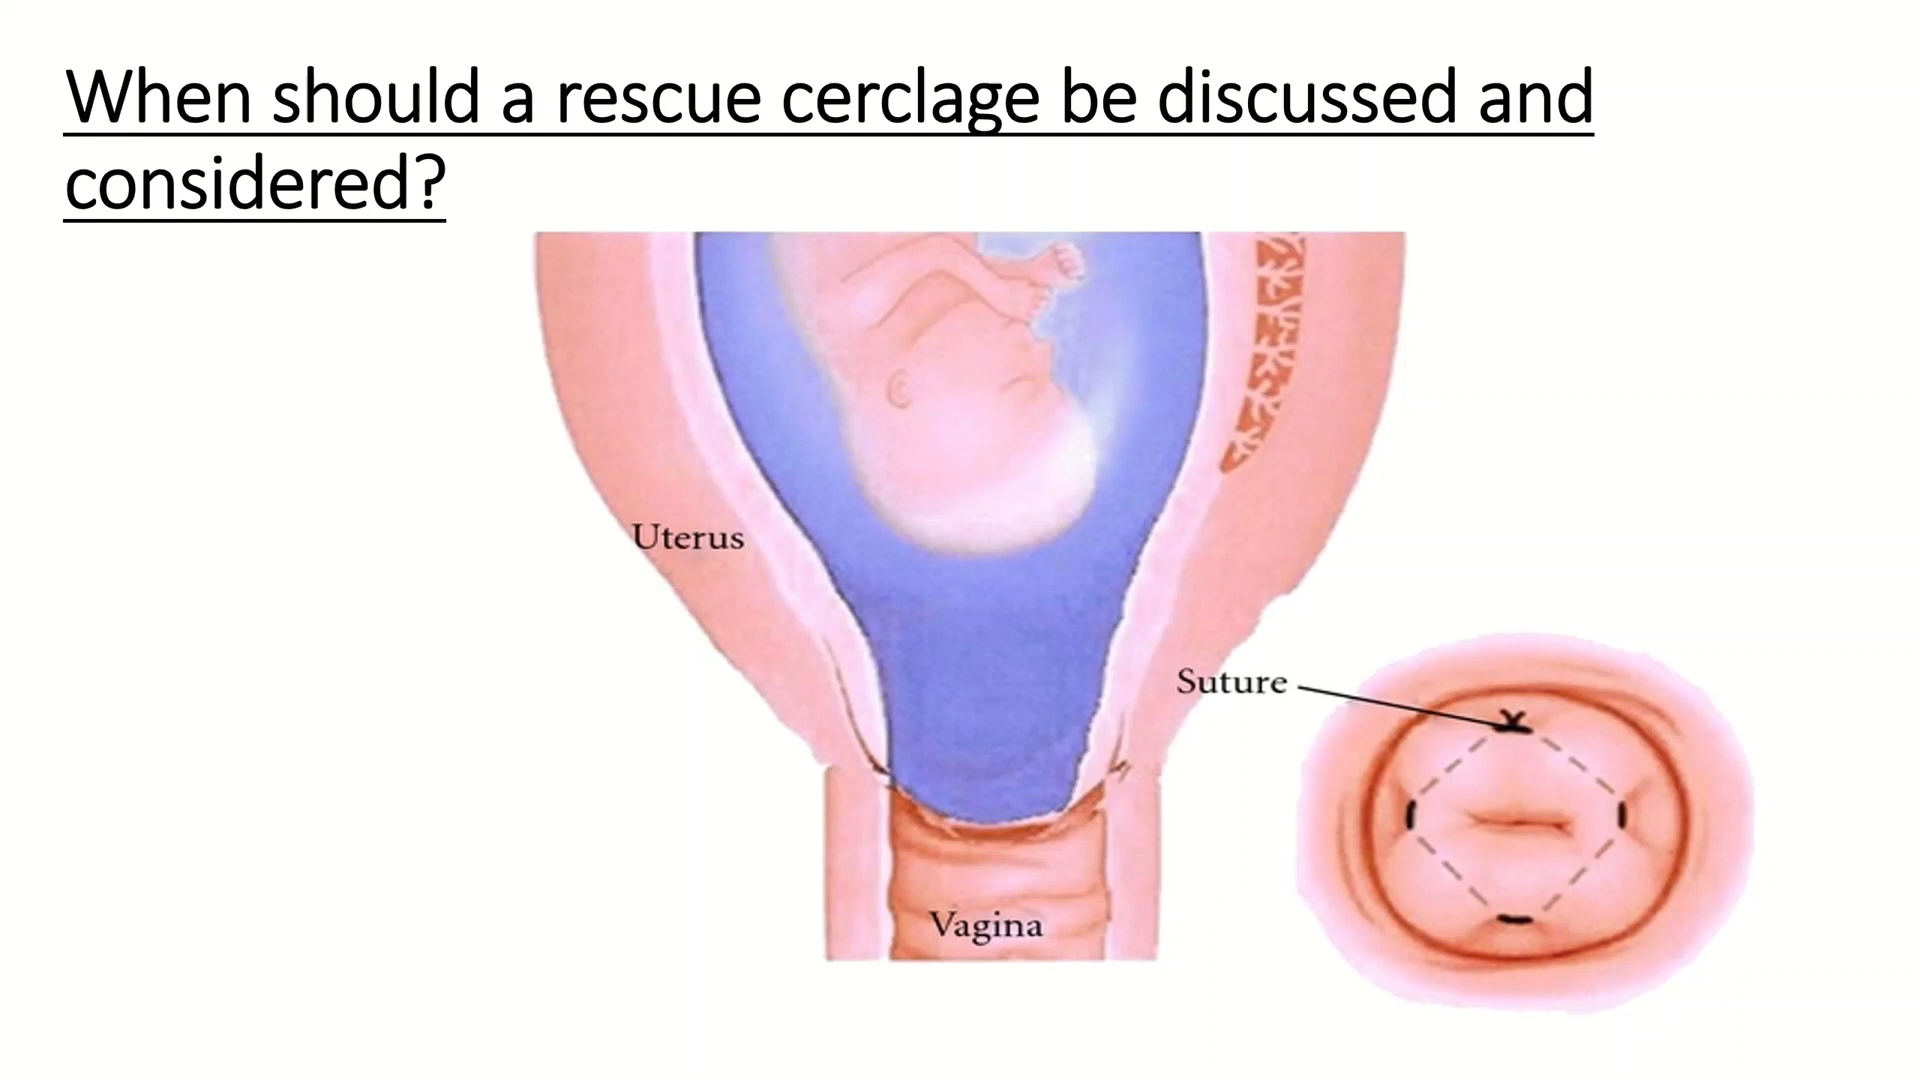 When should a rescue cerclage be discussed and
considered?
Uterus
Suture
Vagina